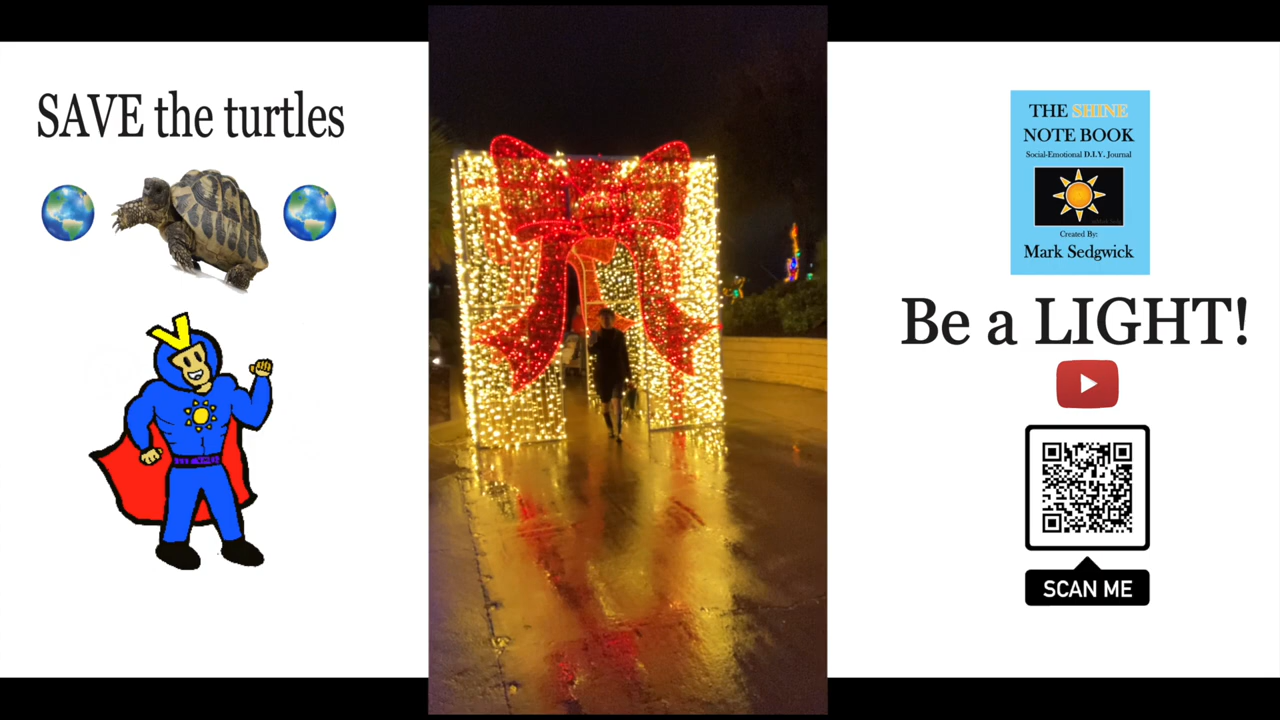 SAVE the turtles
THE SHINE
NOTE BOOK
Social-Emotional D.I.Y. Journal
Created By:
Mark Sedgwick
Be a LIGHT!
SCAN ME